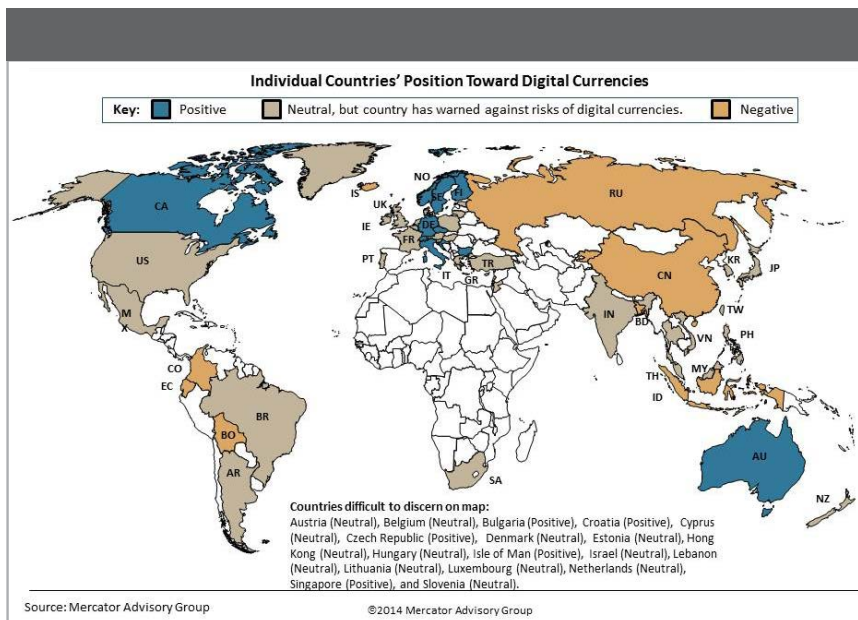 Individual Countries' Position Toward Digital Currencies
Key: Positive Neutral, but country has warned against risks of digital currencies. Negative
NO
SE
FI
RU
IS
CA
UK
IE
DE
FR
US
PT
IT
GR
TR
CN
KR
JP
M
X
IN
BD
TW
VN
PH
CO
EC
TH
MY
ID
BR
BO
AR
AU
SA
NZ
Countries difficult to discern on map:
Austria (Neutral), Belgium (Neutral), Bulgaria (Positive), Croatia (Positive), Cyprus
(Neutral), Czech Republic (Positive), Denmark (Neutral), Estonia (Neutral), Hong
Kong (Neutral), Hungary (Neutral), Isle of Man (Positive), Israel (Neutral), Lebanon
(Neutral), Lithuania (Neutral), Luxembourg (Neutral), Netherlands (Neutral),
Singapore (Positive), and Slovenia (Neutral).
Source: Mercator Advisory Group
©2014 Mercator Advisory Group